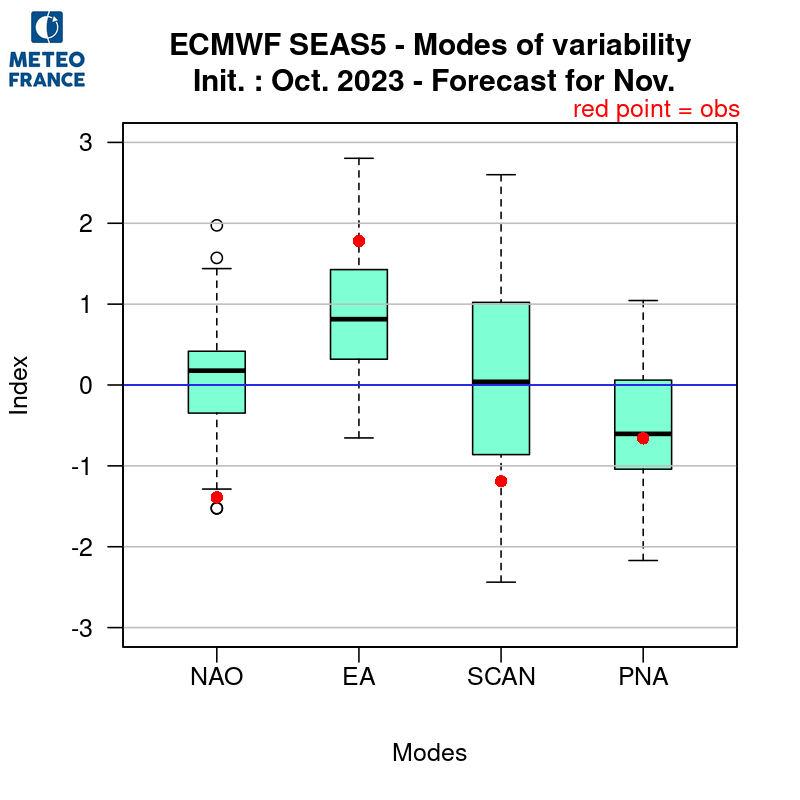 METEO
FRANCE
ECMWF SEAS5 - Modes of variability
Init. : Oct. 2023 - Forecast for Nov.
red point = obs
3
2
1
0
-1
-2
-3
Index
NAO EA SCAN PNA
Modes